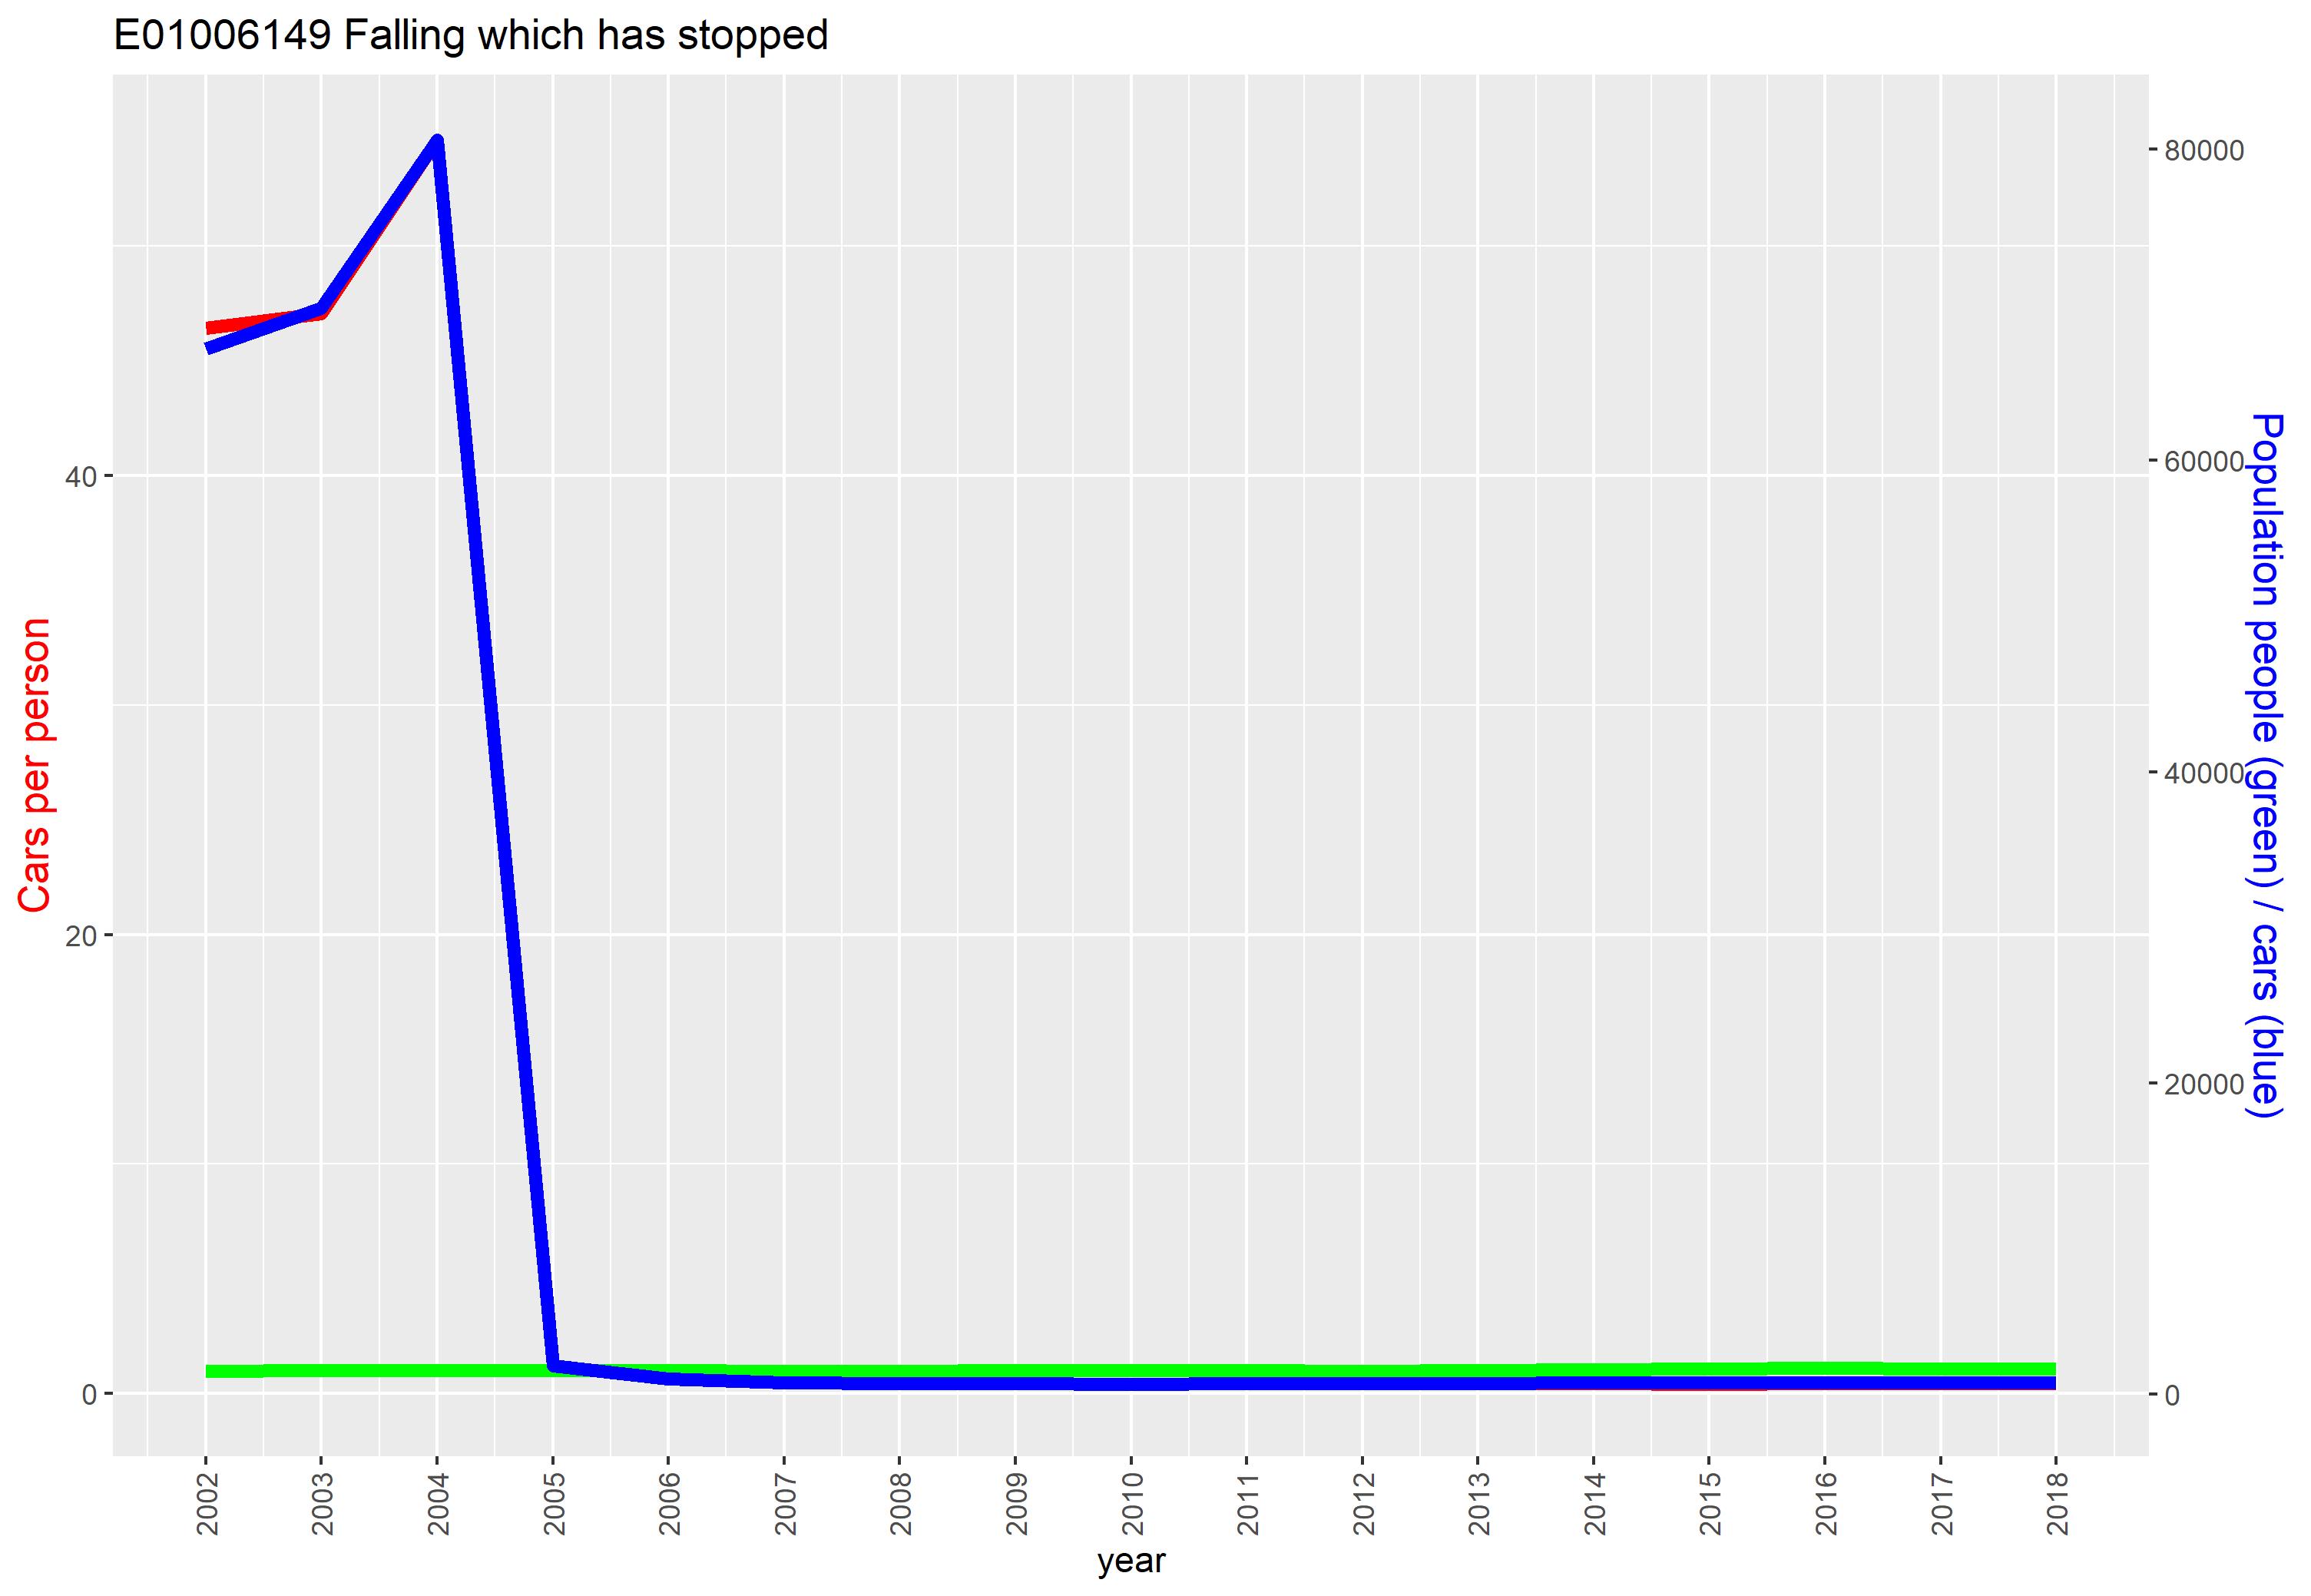 E01006149 Falling which has stopped
Cars per person
40
20
0
80000
60000
40000
20000
0
Population people (green) / cars (blue)
2002 2003 2004 2005 2006 2007 2008 2009 2010 2011 2012 2013 2014 2015 2016 2017 2018
year